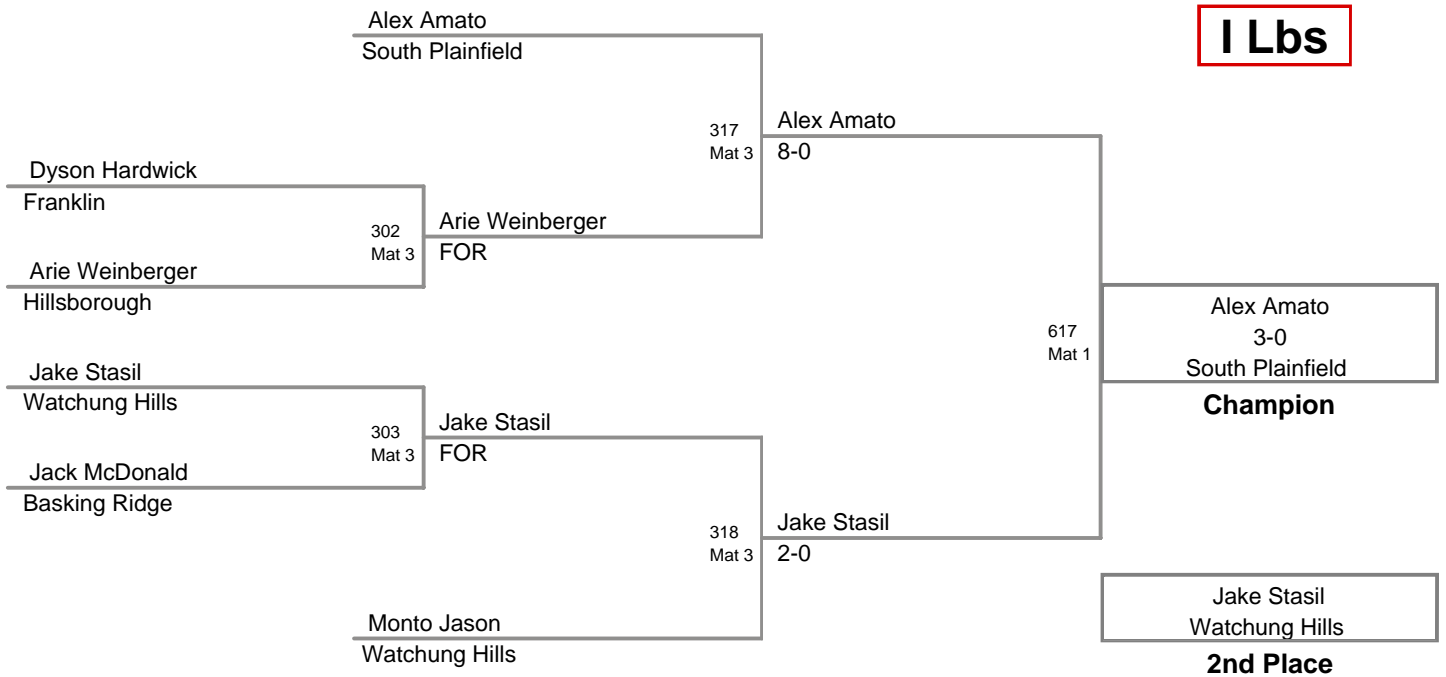 Alex Amato
South Plainfield
I Lbs
317
Mat 3
Alex Amato
8-0
Dyson Hardwick
Franklin
302
Mat 3
Arie Weinberger
FOR
Arie Weinberger
Hillsborough
617
Mat 1
Alex Amato
3-0
South Plainfield
Champion
Jake Stasil
Watchung Hills
303
Mat 3
Jake Stasil
FOR
Jack McDonald
Basking Ridge
318
Mat 3
Jake Stasil
2-0
Monto Jason
Watchung Hills
Jake Stasil
Watchung Hills
2nd Place